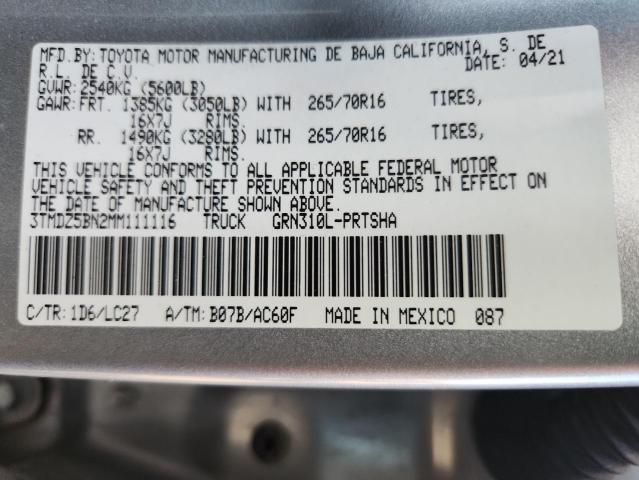 MFD.BY: TOYOTA MOTOR MANUFACTURING DE BAJA CALIFORNIA, S. DE
R.L. DE C.V. DATE: 04/21
GVWR: 2540KG (5600LB)
GAWR: FRT. 1385KG (3050LB) WITH 265/70R16 TIRES,
16X7J RIMS.
RR. 1490KG (3280LB) WITH 265/70R16 TIRES,
16X7J RIMS.
THIS VEHICLE CONFORMS TO ALL APPLICABLE FEDERAL MOTOR
VEHICLE SAFETY AND THEFT PREVENTION STANDARDS IN EFFECT ON
THE DATE OF MANUFACTURE SHOWN ABOVE.
3TMDZ5BN2MM111116 TRUCK GRN310L-PRTSHA
C/TR: 1D6/LC27 A/TM: B07B/AC60F MADE IN MEXICO 087